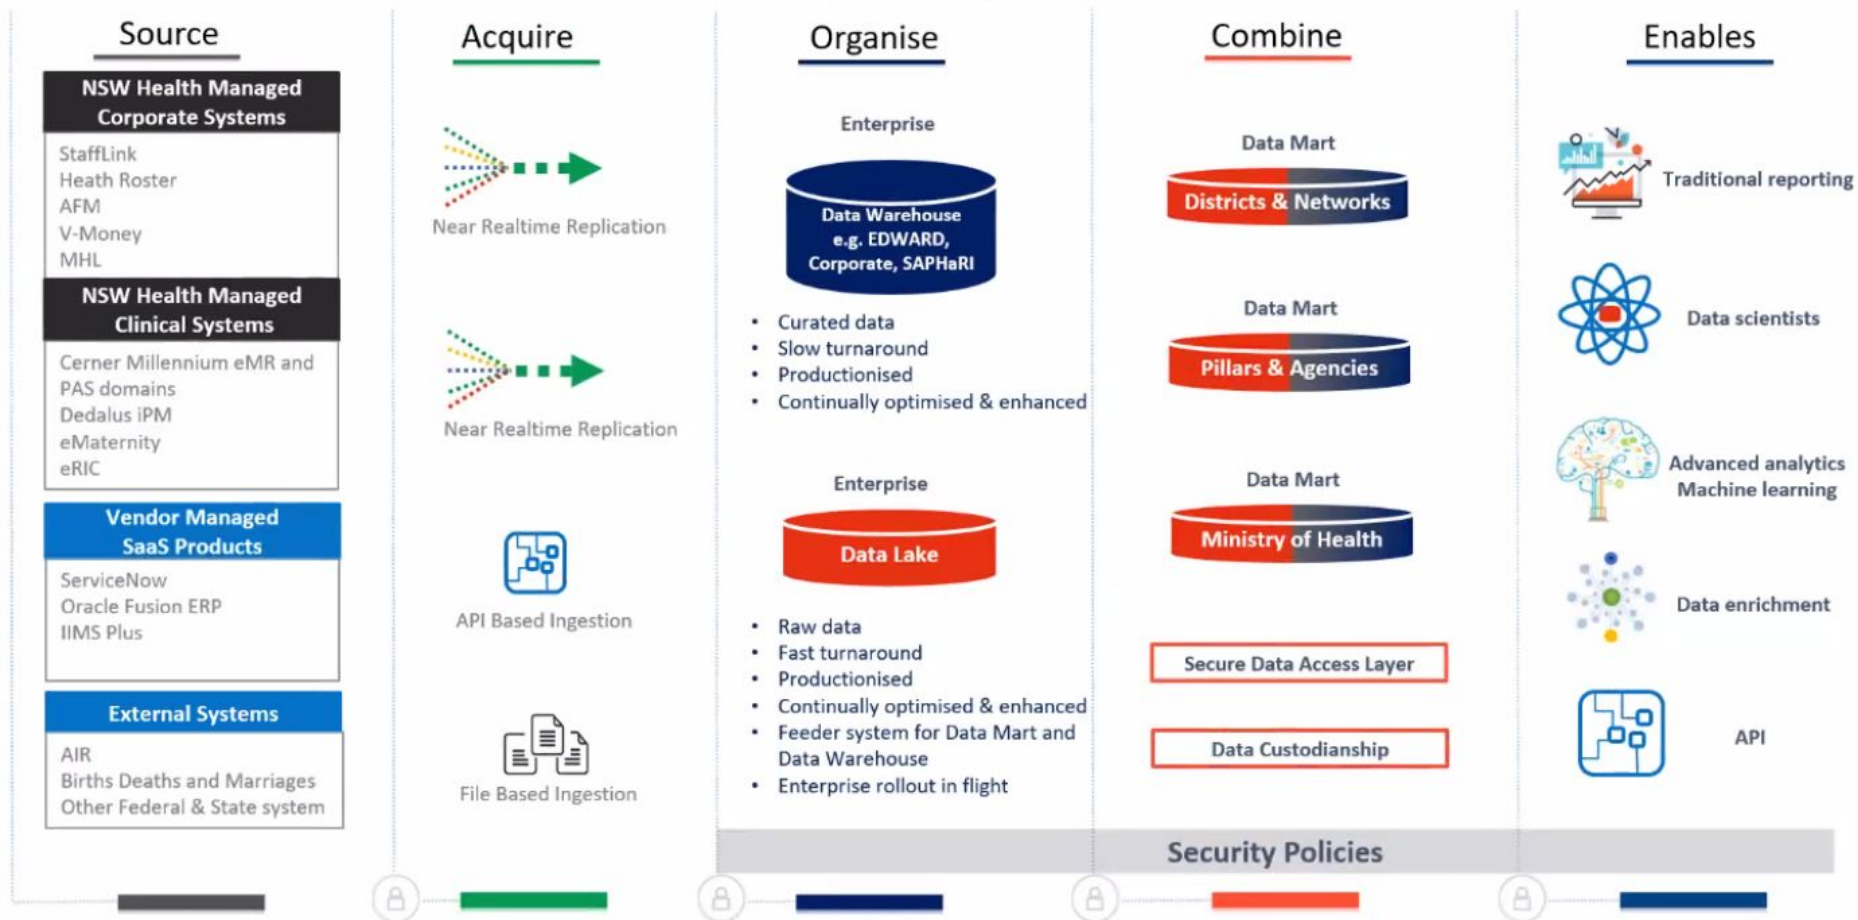 Source
NSW Health Managed
Corporate Systems
StaffLink
Heath Roster
AFM
V-Money
MHL
NSW Health Managed
Clinical Systems
Cerner Millennium eMR and
PAS domains
Dedalus iPM
eMaternity
eRIC
Vendor Managed
SaaS Products
ServiceNow
Oracle Fusion ERP
IIMS Plus
External Systems
AIR
Births Deaths and Marriages
Other Federal & State system
Acquire
Near Realtime Replication
Near Realtime Replication
API Based Ingestion
File Based Ingestion
Organise
Enterprise
Data Warehouse
e.g. EDWARD,
Corporate, SAPHaRI
• Curated data
• Slow turnaround
• Productionised
• Continually optimised & enhanced
Enterprise
Data Lake
• Raw data
• Fast turnaround
• Productionised
• Continually optimised & enhanced
• Feeder system for Data Mart and
Data Warehouse
• Enterprise rollout in flight
Combine
Data Mart
Districts & Networks
Data Mart
Pillars & Agencies
Data Mart
Ministry of Health
Secure Data Access Layer
Data Custodianship
Enables
Traditional reporting
Data scientists
Advanced analytics
Machine learning
Data enrichment
API
Security Policies